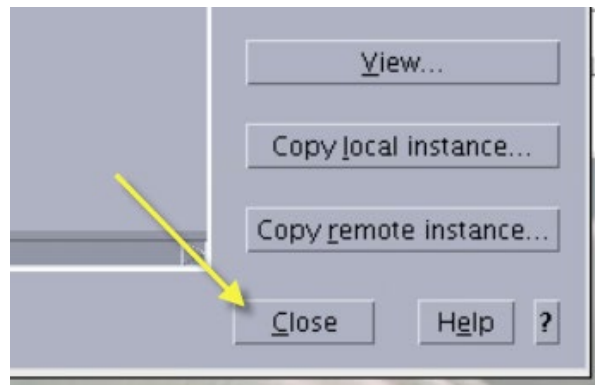 View...
Copy local instance...
Copy remote instance...
Close Help ?